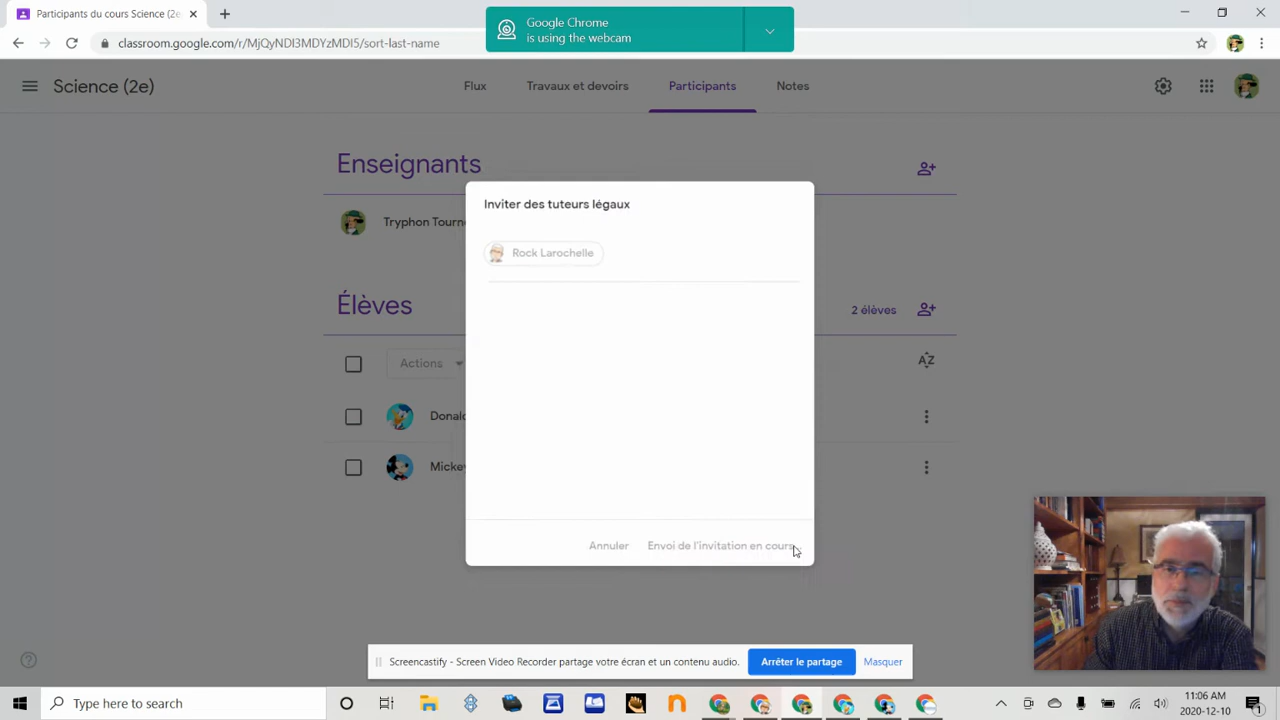 Participants du cours Science (2e
Google Chrome
is using the webcam
classroom.google.com/r/MjQyNDI3MDYzMDI5/sort-last-name
Science (2e)
Flux
Travaux et devoirs
Participants
Notes
Enseignants
Tryphon Tourn
Inviter des tuteurs légaux
Rock Larochelle
Élèves
2 élèves
Actions
AZ
Donald
Mickey
Annuler
Envoi de l'invitation en cours
Screencastify - Screen Video Recorder partage votre écran et un contenu audio.
Arrêter le partage
Masquer
Type here to search
11:06 AM
2020-12-10